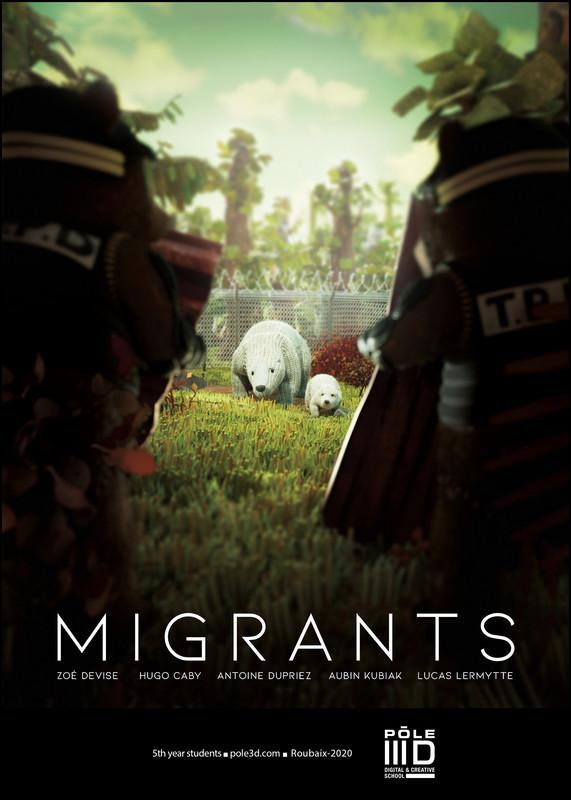 T.P.B
T.P.
MIGRANTS
ZOÉ DEVISE HUGO CABY ANTOINE DUPRIEZ AUBIN KUBIAK LUCAS LERMYTTE
5th year students ■ pole3d.com ■ Roubaix-2020
PÔLE
IIID
DIGITAL & CREATIVE
SCHOOL